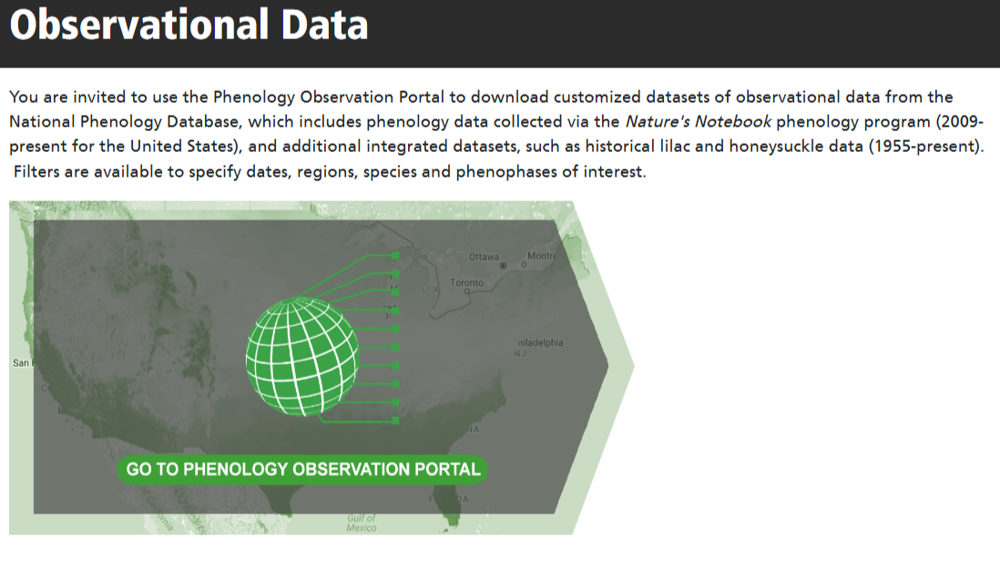 Observational Data
You are invited to use the Phenology Observation Portal to download customized datasets of observational data from the
National Phenology Database, which includes phenology data collected via the Nature's Notebook phenology program (2009-
present for the United States), and additional integrated datasets, such as historical lilac and honeysuckle data (1955-present).
Filters are available to specify dates, regions, species and phenophases of interest.
Ottawa
Montre
Toronto
niladelphia
NJ
San
GO TO PHENOLOGY OBSERVATION PORTAL
Gulf of
Mexico